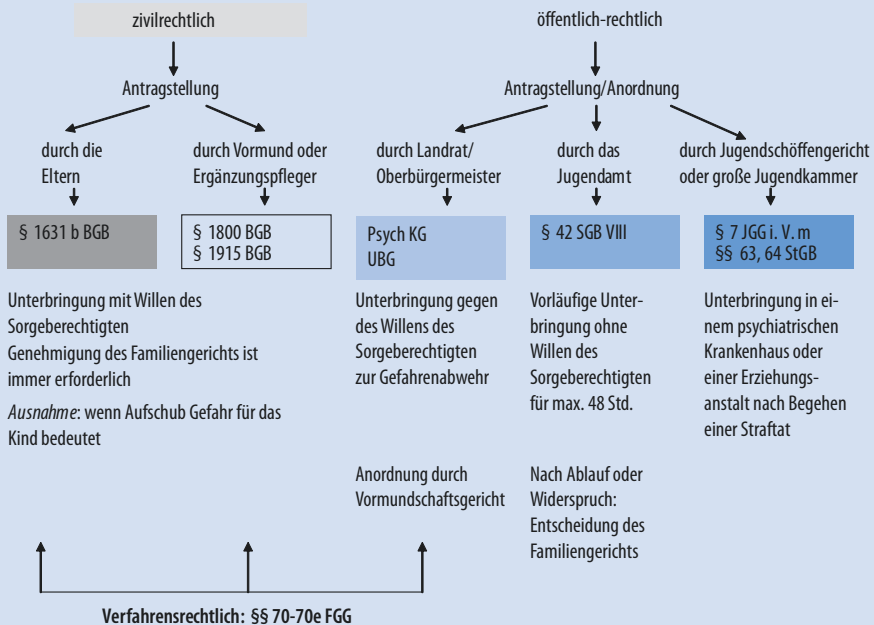 zivilrechtlich
Antragstellung
durch die
Eltern
durch Vormund oder
Ergänzungspfleger
§ 1631 b BGB
§ 1800 BGB
§ 1915 BGB
Unterbringung mit Willen des
Sorgeberechtigten
Genehmigung des Familiengerichts ist
immer erforderlich
Ausnahme: wenn Aufschub Gefahr für das
Kind bedeutet
öffentlich-rechtlich
Antragstellung/Anordnung
durch Landrat/
Oberbürgermeister
Psych KG
UBG
Unterbringung gegen
des Willens des
Sorgeberechtigten
zur Gefahrenabwehr
Anordnung durch
Vormundschaftsgericht
durch das
Jugendamt
§ 42 SGB VIII
Vorläufige Unter-
bringung ohne
Willen des
Sorgeberechtigten
für max. 48 Std.
Nach Ablauf oder
Widerspruch:
Entscheidung des
Familiengerichts
durch Jugendschöffengericht
oder große Jugendkammer
§ 7 JGG i. V. m
§§ 63, 64 StGB
Unterbringung in ei-
nem psychiatrischen
Krankenhaus oder
einer Erziehungs-
anstalt nach Begehen
einer Straftat
Verfahrensrechtlich: §§ 70-70e FGG